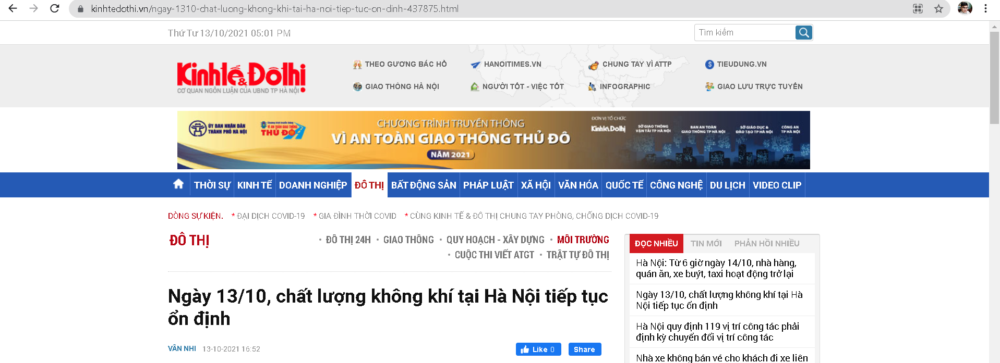 kinhtedothi.vn/ngay-1310-chat-luong-khong-khi-tai-ha-noi-tiep-tuc-on-dinh-437875.html
Thứ Tư 13/10/2021 05:01 PM
Tìm kiếm
Kinhtế&Đôthị
CƠ QUAN NGÔN LUẬN CỦA UBND TP HÀ NỘI
THEO GƯƠNG BÁC HỒ
HANOITIMES.VN
CHUNG TAY VÌ ATTP
TIEUDUNG.VN
GIAO THÔNG HÀ NỘI
NGƯỜI TỐT - VIỆC TỐT
INFOGRAPHIC
GIAO LƯU TRỰC TUYẾN
ỦY BAN NHÂN DÂN
THÀNH PHỐ HÀ NỘI
VÌ AN TOÀN GIAO THÔNG
THỦ ĐÔ
CHƯƠNG TRÌNH TRUYỀN THÔNG
VÌ AN TOÀN GIAO THÔNG THỦ ĐÔ
NĂM 2021
ĐƠN VỊ TỔ CHỨC
Kinhtế&Đôthị
SỞ GIAO THÔNG
VẬN TẢI TP HÀ NỘI
BAN AN TOÀN
GIAO THÔNG TP HÀ NỘI
SỞ GIÁO DỤC &
ĐÀO TẠO TP HÀ NỘI
CÔNG AN
TP HÀ NỘI
THỜI SỰ KINH TẾ DOANH NGHIỆP ĐÔ THỊ BẤT ĐỘNG SẢN PHÁP LUẬT XÃ HỘI VĂN HÓA QUỐC TẾ CÔNG NGHỆ DU LỊCH VIDEO CLIP
DÒNG SỰ KIỆN. * ĐẠI DỊCH COVID-19 * GIA ĐÌNH THỜI COVID * CÙNG KINH TẾ & ĐÔ THỊ CHUNG TAY PHÒNG, CHỐNG DỊCH COVID-19
ĐÔ THỊ
• ĐÔ THỊ 24H • GIAO THÔNG • QUY HOẠCH - XÂY DỰNG • MÔI TRƯỜNG
• CUỘC THI VIẾT ATGT • TRẬT TỰ ĐÔ THỊ
Ngày 13/10, chất lượng không khí tại Hà Nội tiếp tục
ổn định
VÂN NHI 13-10-2021 16:52
Like 0
Share
ĐỌC NHIỀU TIN MỚI PHẢN HỒI NHIỀU
Hà Nội: Từ 6 giờ ngày 14/10, nhà hàng,
quán ăn, xe buýt, taxi hoạt động trở lại
Ngày 13/10, chất lượng không khí tại Hà
Nội tiếp tục ổn định
Hà Nội quy định 119 vị trí công tác phải
định kỳ chuyển đổi vị trí công tác
Nhà xe không bán vé cho khách đi xe liên